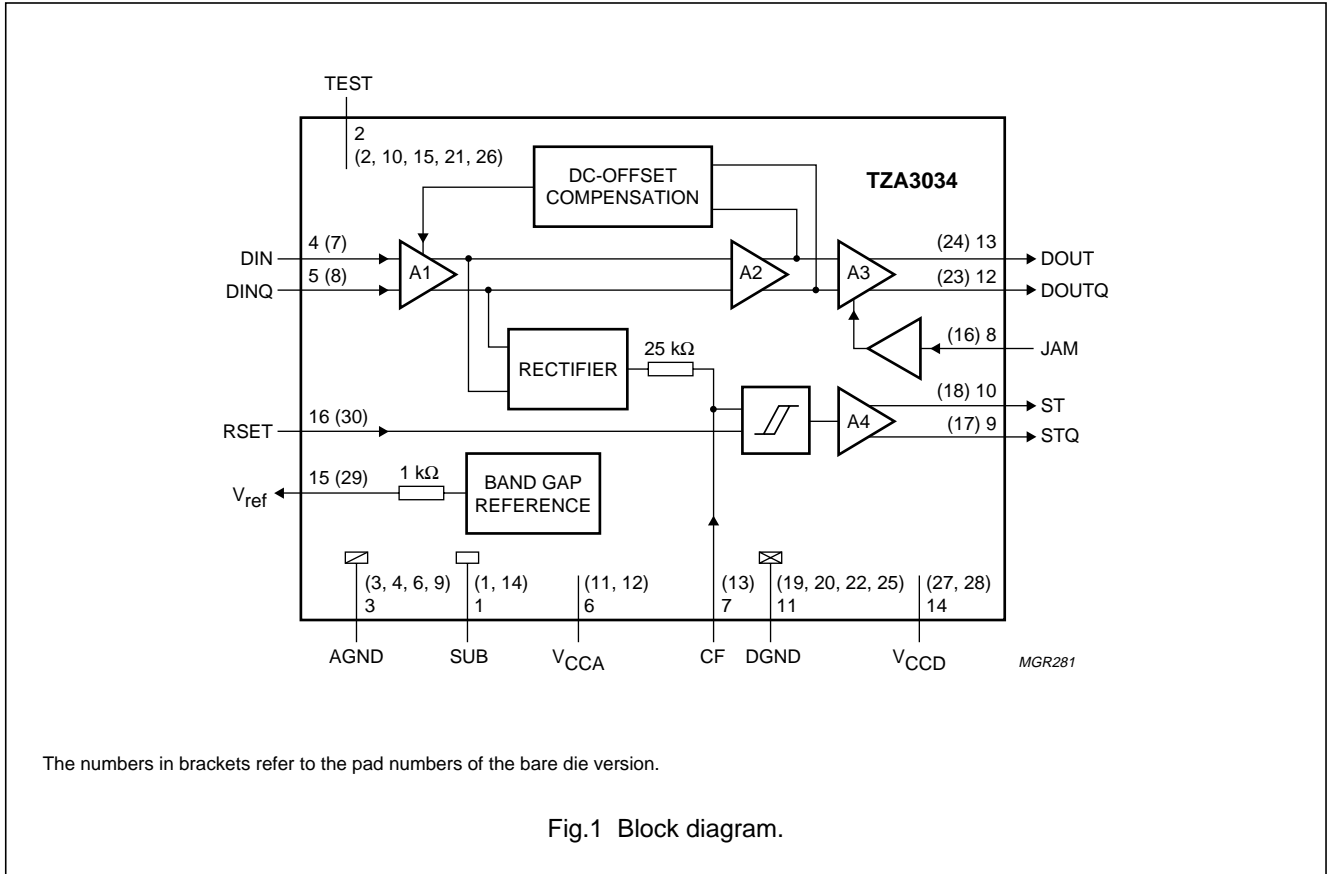 TEST
2
(2, 10, 15, 21, 26)
DC-OFFSET
COMPENSATION
TZA3034
DIN
4 (7)
A1
A2
A3
(24) 13
DOUT
DINQ
5 (8)
(23) 12
DOUTQ
(16) 8
JAM
RECTIFIER
25 kΩ
(18) 10
ST
A4
(17) 9
STQ
RSET
16 (30)
Vref
15 (29)
1 kΩ
BAND GAP
REFERENCE
(3, 4, 6, 9)
3
(1, 14)
1
(11, 12)
6
(13)
7
(19, 20, 22, 25)
11
(27, 28)
14
AGND
SUB
VCCA
CF
DGND
VCCD
MGR281
The numbers in brackets refer to the pad numbers of the bare die version.
Fig.1 Block diagram.